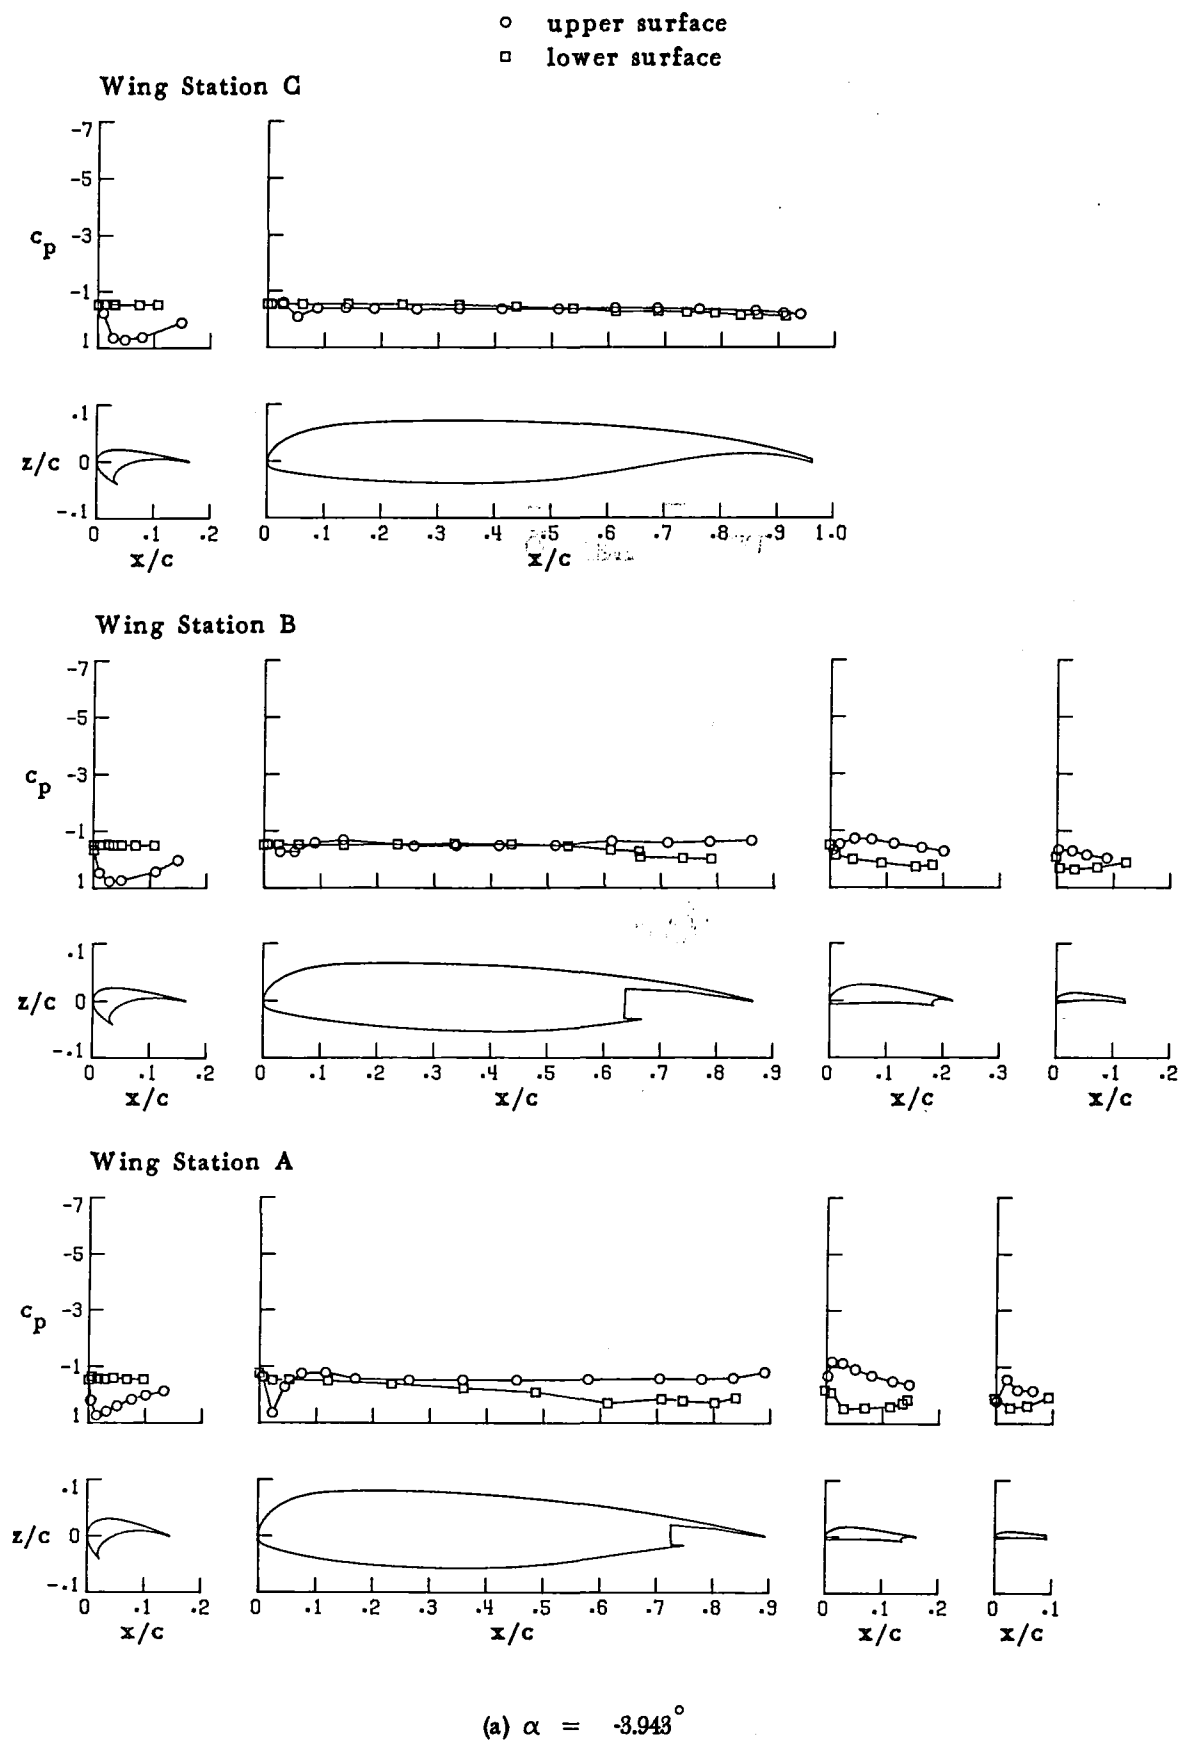 ○ upper surface
□ lower surface
Wing Station C
-7
-5
-3
-1
1
c_p
.1
0
-.1
z/c
0 .1 .2
x/c
0 .1 .2 .3 .4 .5 .6 .7 .8 .9 1.0
x/c
Wing Station B
-7
-5
-3
-1
1
c_p
.1
0
-.1
z/c
0 .1 .2
x/c
0 .1 .2 .3 .4 .5 .6 .7 .8 .9
x/c
0 .1 .2 .3
x/c
0 .1 .2
x/c
Wing Station A
-7
-5
-3
-1
1
c_p
.1
0
-.1
z/c
0 .1 .2
x/c
0 .1 .2 .3 .4 .5 .6 .7 .8 .9
x/c
0 .1 .2
x/c
0 .1
x/c
(a) α = -3.943°